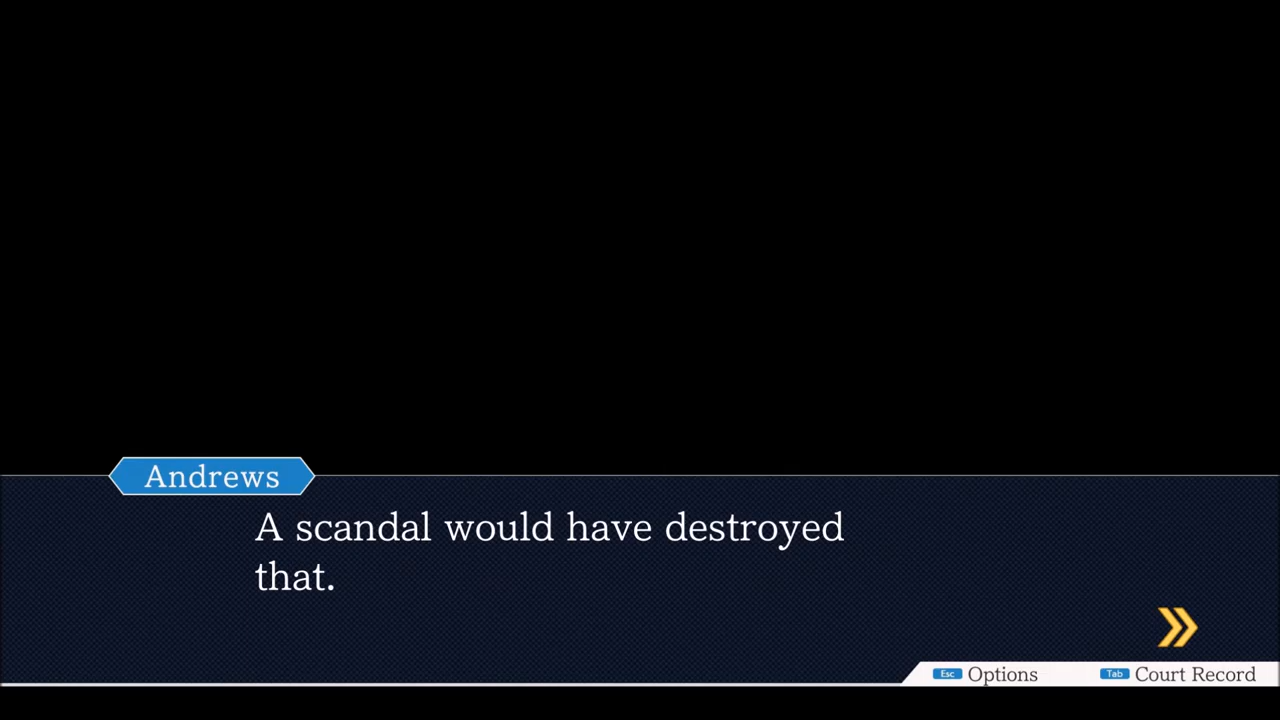 Andrews
A scandal would have destroyed
that.
Esc Options Tab Court Record